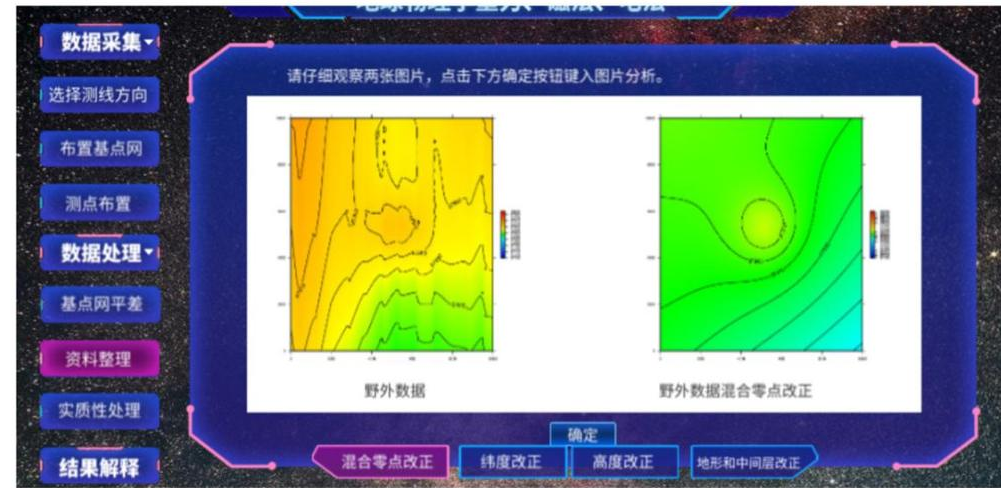 数据采集
选择测线方向
布置基点网
测点布置
数据处理
基点网平差
资料整理
实质性处理
结果解释
请仔细观察两张图片，点击下方确定按钮键入图片分析。
野外数据
野外数据混合零点改正
确定
混合零点改正
纬度改正
高度改正
地形和中间层改正